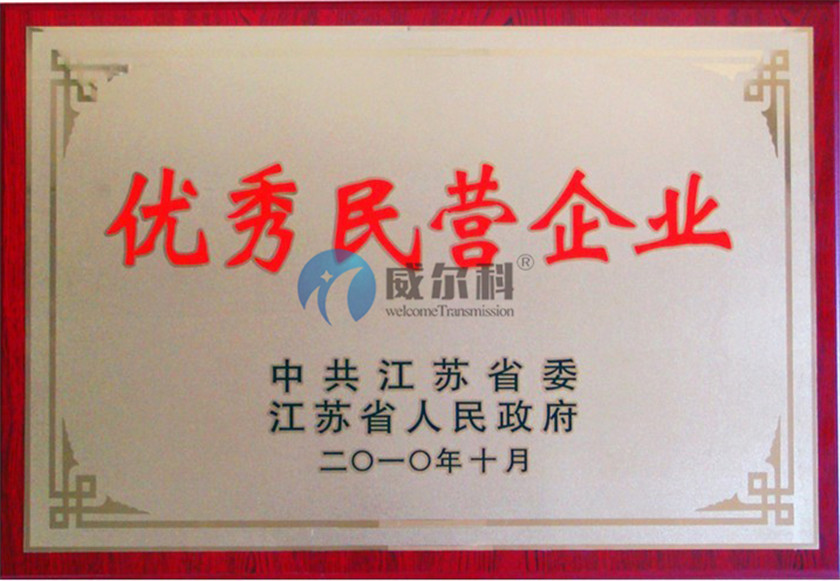 优秀民营企业
威尔科®
welcomeTransmission
中共江苏省委
江苏省人民政府
二〇一〇年十月